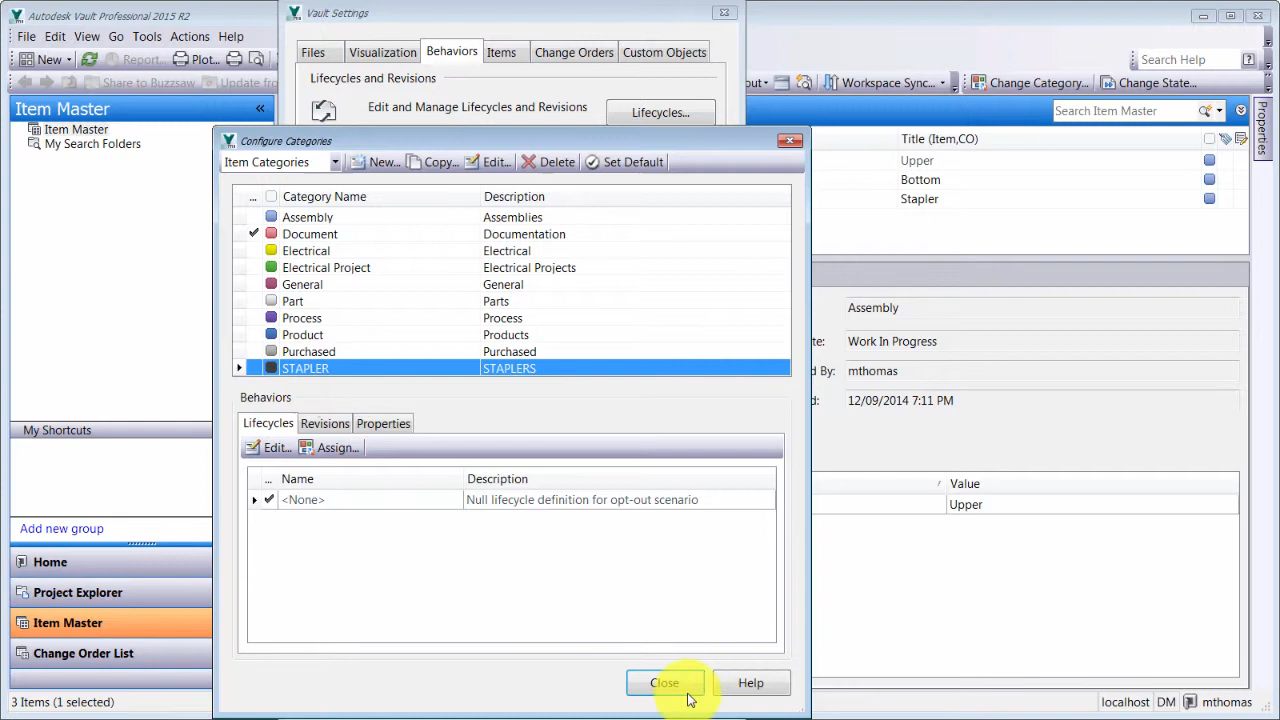 Autodesk Vault Professional 2015 R2
File Edit View Go Tools Actions Help
New
Report...
Plot...
Share to Buzzsaw
Update from
Workspace Sync...
Change Category...
Change State...
Search Help
Vault Settings
Files Visualization Behaviors Items Change Orders Custom Objects
Lifecycles and Revisions
Edit and Manage Lifecycles and Revisions
Lifecycles...
Item Master
Item Master
My Search Folders
My Shortcuts
Add new group
Home
Project Explorer
Item Master
Change Order List
3 Items (1 selected)
Configure Categories
Item Categories New... Copy... Edit... Delete Set Default
... Category Name Description
Assembly Assemblies
Document Documentation
Electrical Electrical
Electrical Project Electrical Projects
General General
Part Parts
Process Process
Product Products
Purchased Purchased
STAPLER STAPLERS
Behaviors
Lifecycles Revisions Properties
Edit... Assign...
... Name Description
<None> Null lifecycle definition for opt-out scenario
Close Help
Search Item Master
Title (Item,CO)
Upper
Bottom
Stapler
Properties
Assembly
Work In Progress
mthomas
12/09/2014 7:11 PM
Value
Upper
localhost DM mthomas